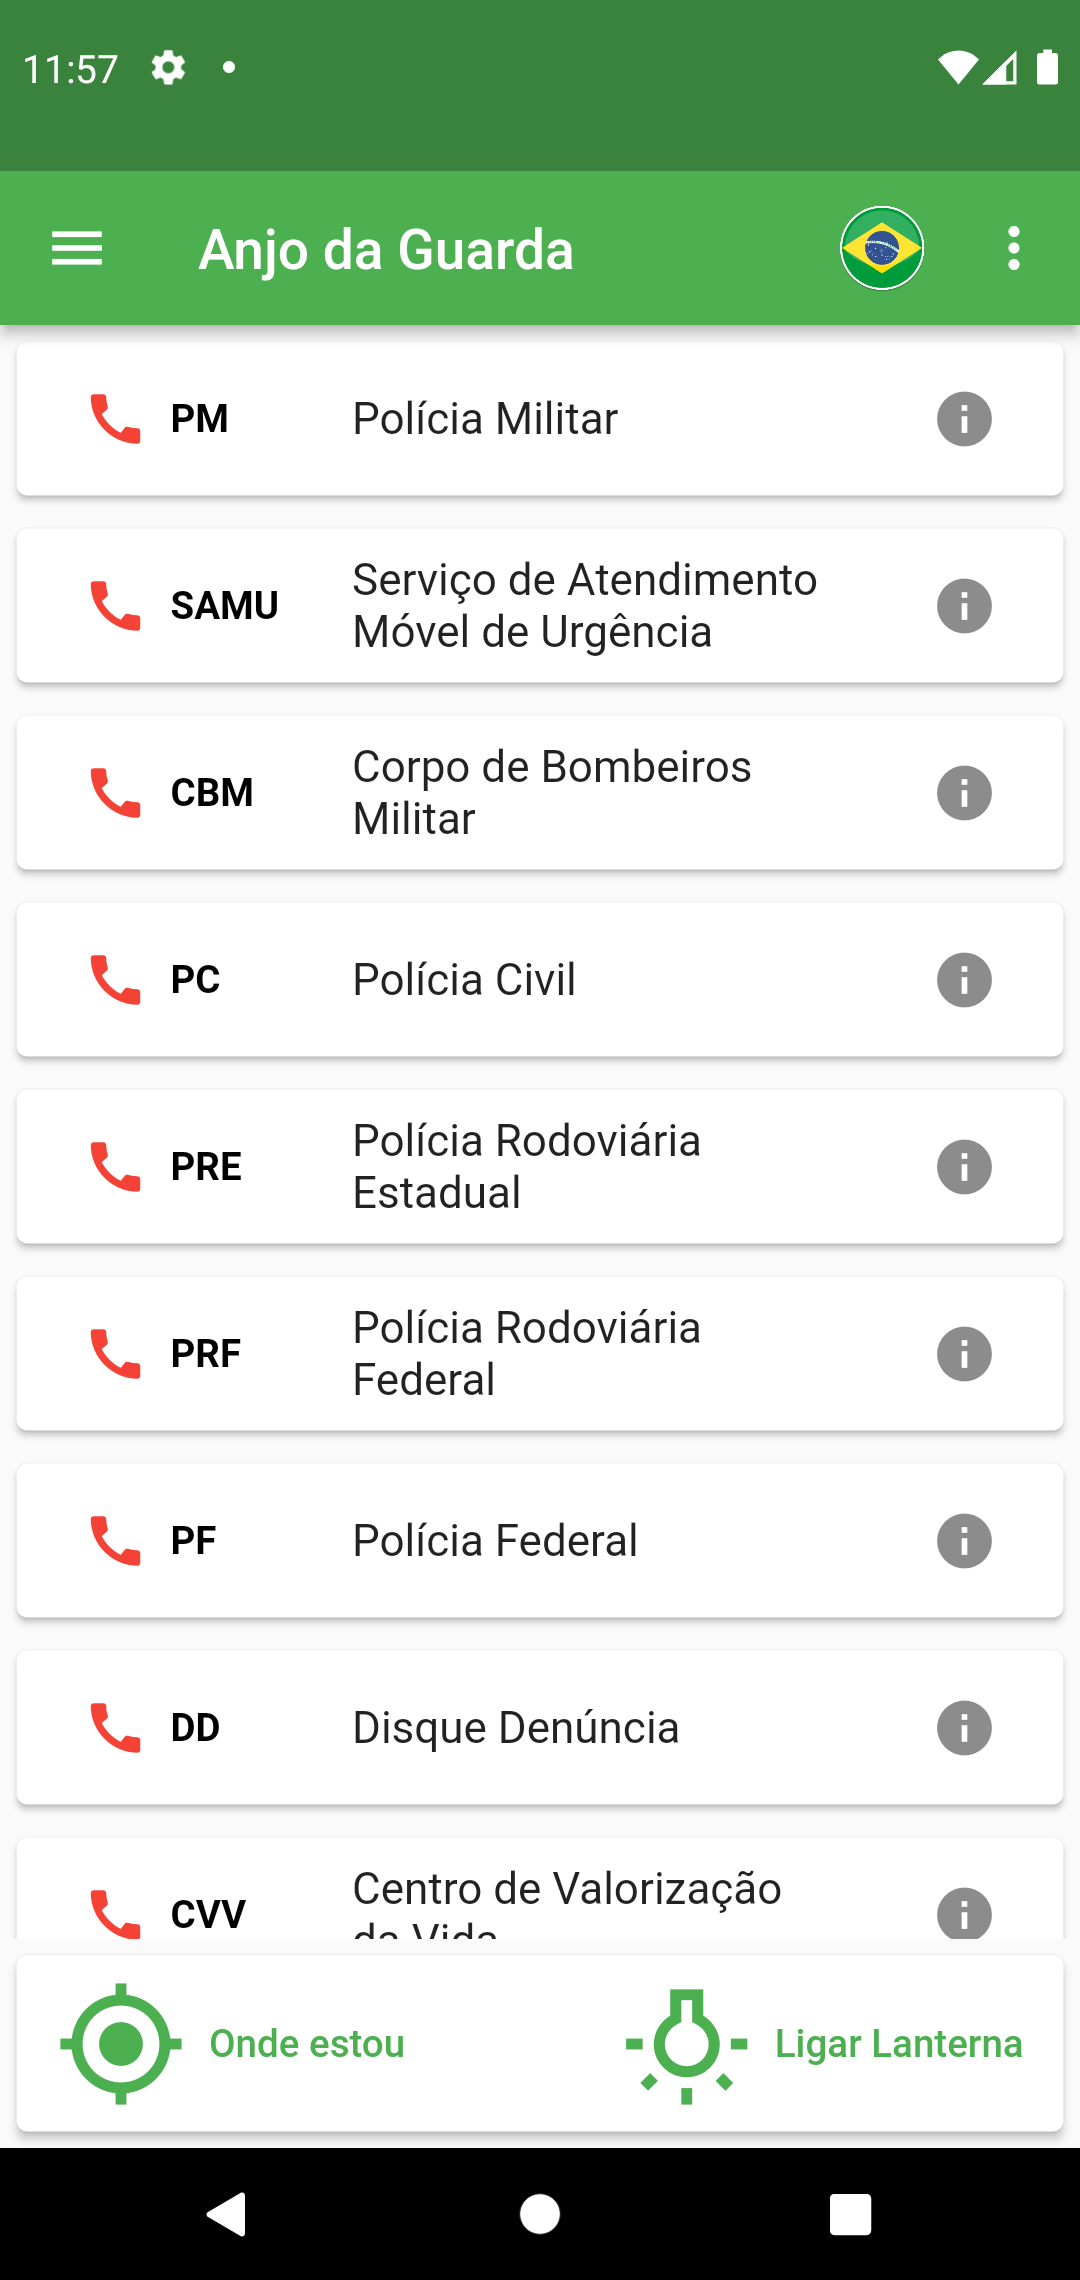 11:57
Anjo da Guarda
PM
Polícia Militar
SAMU
Serviço de Atendimento
Móvel de Urgência
CBM
Corpo de Bombeiros
Militar
PC
Polícia Civil
PRE
Polícia Rodoviária
Estadual
PRF
Polícia Rodoviária
Federal
PF
Polícia Federal
DD
Disque Denúncia
CVV
Centro de Valorização
da Vida
Onde estou
Ligar Lanterna